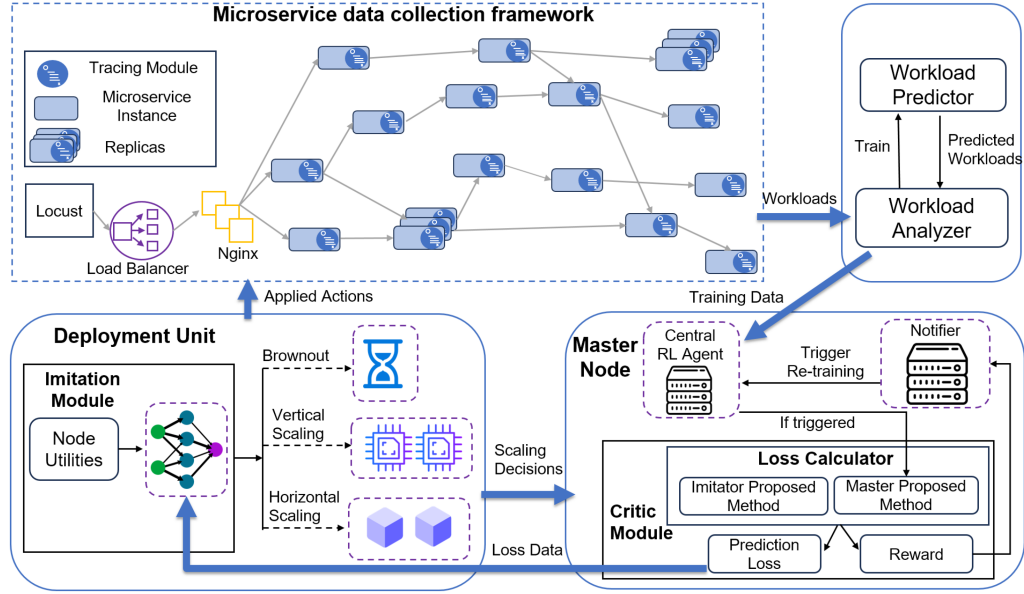 Microservice data collection framework
Tracing Module
Microservice
Instance
Replicas
Locust
Load Balancer
Nginx
Workloads
Workload
Predictor
Train
Predicted
Workloads
Workload
Analyzer
Applied Actions
Training Data
Deployment Unit
Imitation
Module
Node
Utilities
Brownout
Vertical
Scaling
Horizontal
Scaling
Scaling
Decisions
Loss Data
Master
Node
Central
RL Agent
Notifier
Trigger
Re-training
If triggered
Loss Calculator
Imitator Proposed
Method
Master Proposed
Method
Critic
Module
Prediction
Loss
Reward